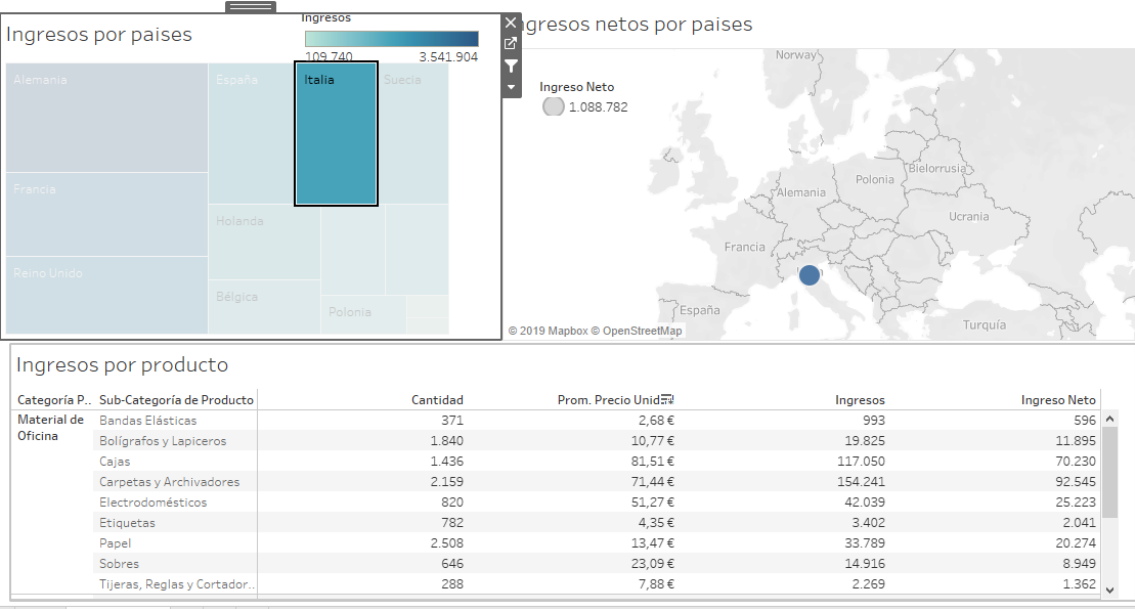 Ingresos por paises
Ingresos
109.740 3.541.904
Alemania
España
Italia
Suecia
Francia
Holanda
Reino Unido
Bélgica
Polonia
ngresos netos por paises
Ingreso Neto
1.088.782
Norway
Bielorrusia
Polonia
Alemania
Ucrania
Francia
España
Turquía
© 2019 Mapbox © OpenStreetMap
Ingresos por producto
Categoría P.. Sub-Categoría de Producto Cantidad Prom. Precio Unid Ingresos Ingreso Neto
Material de Oficina Bandas Elásticas 371 2,68 € 993 596
Bolígrafos y Lapiceros 1.840 10,77 € 19.825 11.895
Cajas 1.436 81,51 € 117.050 70.230
Carpetas y Archivadores 2.159 71,44 € 154.241 92.545
Electrodomésticos 820 51,27 € 42.039 25.223
Etiquetas 782 4,35 € 3.402 2.041
Papel 2.508 13,47 € 33.789 20.274
Sobres 646 23,09 € 14.916 8.949
Tijeras, Reglas y Cortador.. 288 7,88 € 2.269 1.362